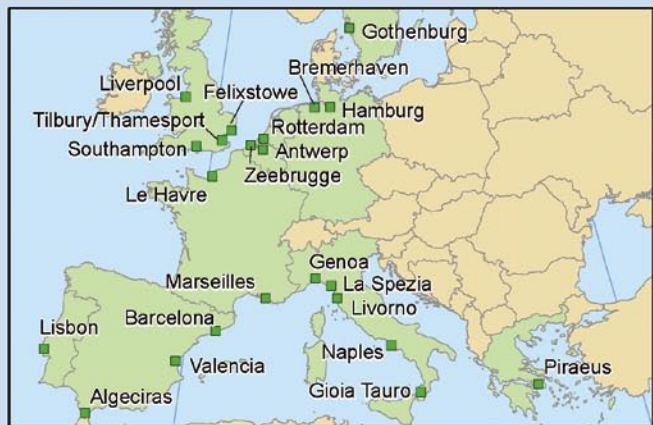 Gothenburg
Bremerhaven
Liverpool
Felixstowe
Hamburg
Tilbury/Thamesport
Rotterdam
Southampton
Antwerp
Zeebrugge
Le Havre
Genoa
Marseilles
La Spezia
Livorno
Barcelona
Lisbon
Naples
Valencia
Piraeus
Gioia Tauro
Algeciras